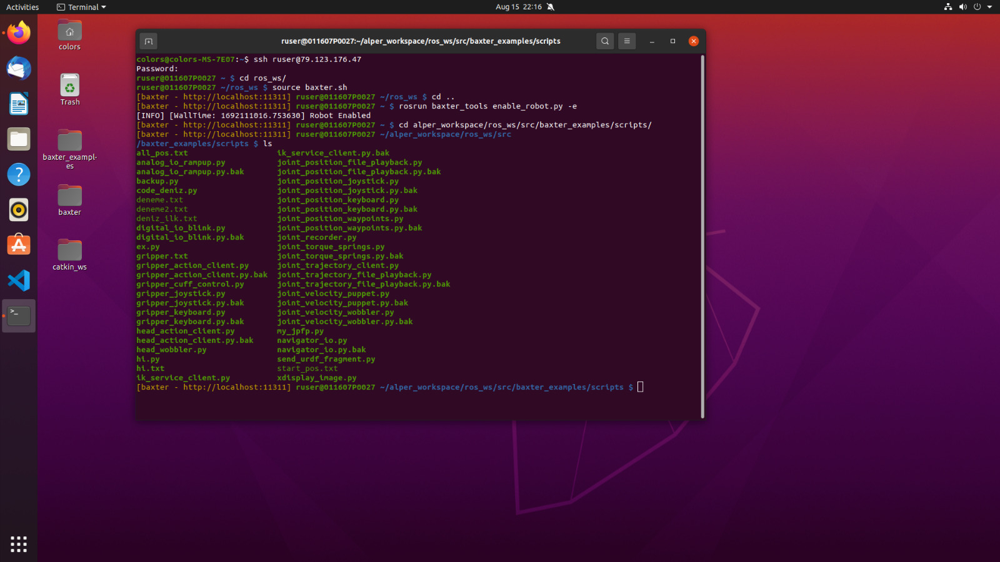 Activities
Terminal
Aug 15 22:16
colors
Trash
baxter_exampl-
es
baxter
catkin_ws
ruser@011607P0027:~/alper_workspace/ros_ws/src/baxter_examples/scripts
colors@colors-MS-7E07:~$ ssh ruser@79.123.176.47
Password:
ruser@011607P0027 ~ $ cd ros_ws/
ruser@011607P0027 ~/ros_ws $ source baxter.sh
[baxter - http://localhost:11311] ruser@011607P0027 ~/ros_ws $ cd ..
[baxter - http://localhost:11311] ruser@011607P0027 ~ $ rosrun baxter_tools enable_robot.py -e
[INFO] [WallTime: 1692111016.753630] Robot Enabled
[baxter - http://localhost:11311] ruser@011607P0027 ~ $ cd alper_workspace/ros_ws/src/baxter_examples/scripts/
[baxter - http://localhost:11311] ruser@011607P0027 ~/alper_workspace/ros_ws/src
/baxter_examples/scripts $ ls
all_pos.txt ik_service_client.py.bak
analog_io_rampup.py joint_position_file_playback.py
analog_io_rampup.py.bak joint_position_file_playback.py.bak
backup.py joint_position_joystick.py
code_deniz.py joint_position_joystick.py.bak
deneme.txt joint_position_keyboard.py
deneme2.txt joint_position_keyboard.py.bak
deniz_ilk.txt joint_position_waypoints.py
digital_io_blink.py joint_position_waypoints.py.bak
digital_io_blink.py.bak joint_recorder.py
ex.py joint_torque_springs.py
gripper.txt joint_torque_springs.py.bak
gripper_action_client.py joint_trajectory_client.py
gripper_action_client.py.bak joint_trajectory_file_playback.py
gripper_cuff_control.py joint_trajectory_file_playback.py.bak
gripper_joystick.py joint_velocity_puppet.py
gripper_joystick.py.bak joint_velocity_puppet.py.bak
gripper_keyboard.py joint_velocity_wobbler.py
gripper_keyboard.py.bak joint_velocity_wobbler.py.bak
head_action_client.py my_jpfp.py
head_action_client.py.bak navigator_io.py
head_wobbler.py navigator_io.py.bak
hi.py send_urdf_fragment.py
hi.txt start_pos.txt
ik_service_client.py xdisplay_image.py
[baxter - http://localhost:11311] ruser@011607P0027 ~/alper_workspace/ros_ws/src/baxter_examples/scripts $